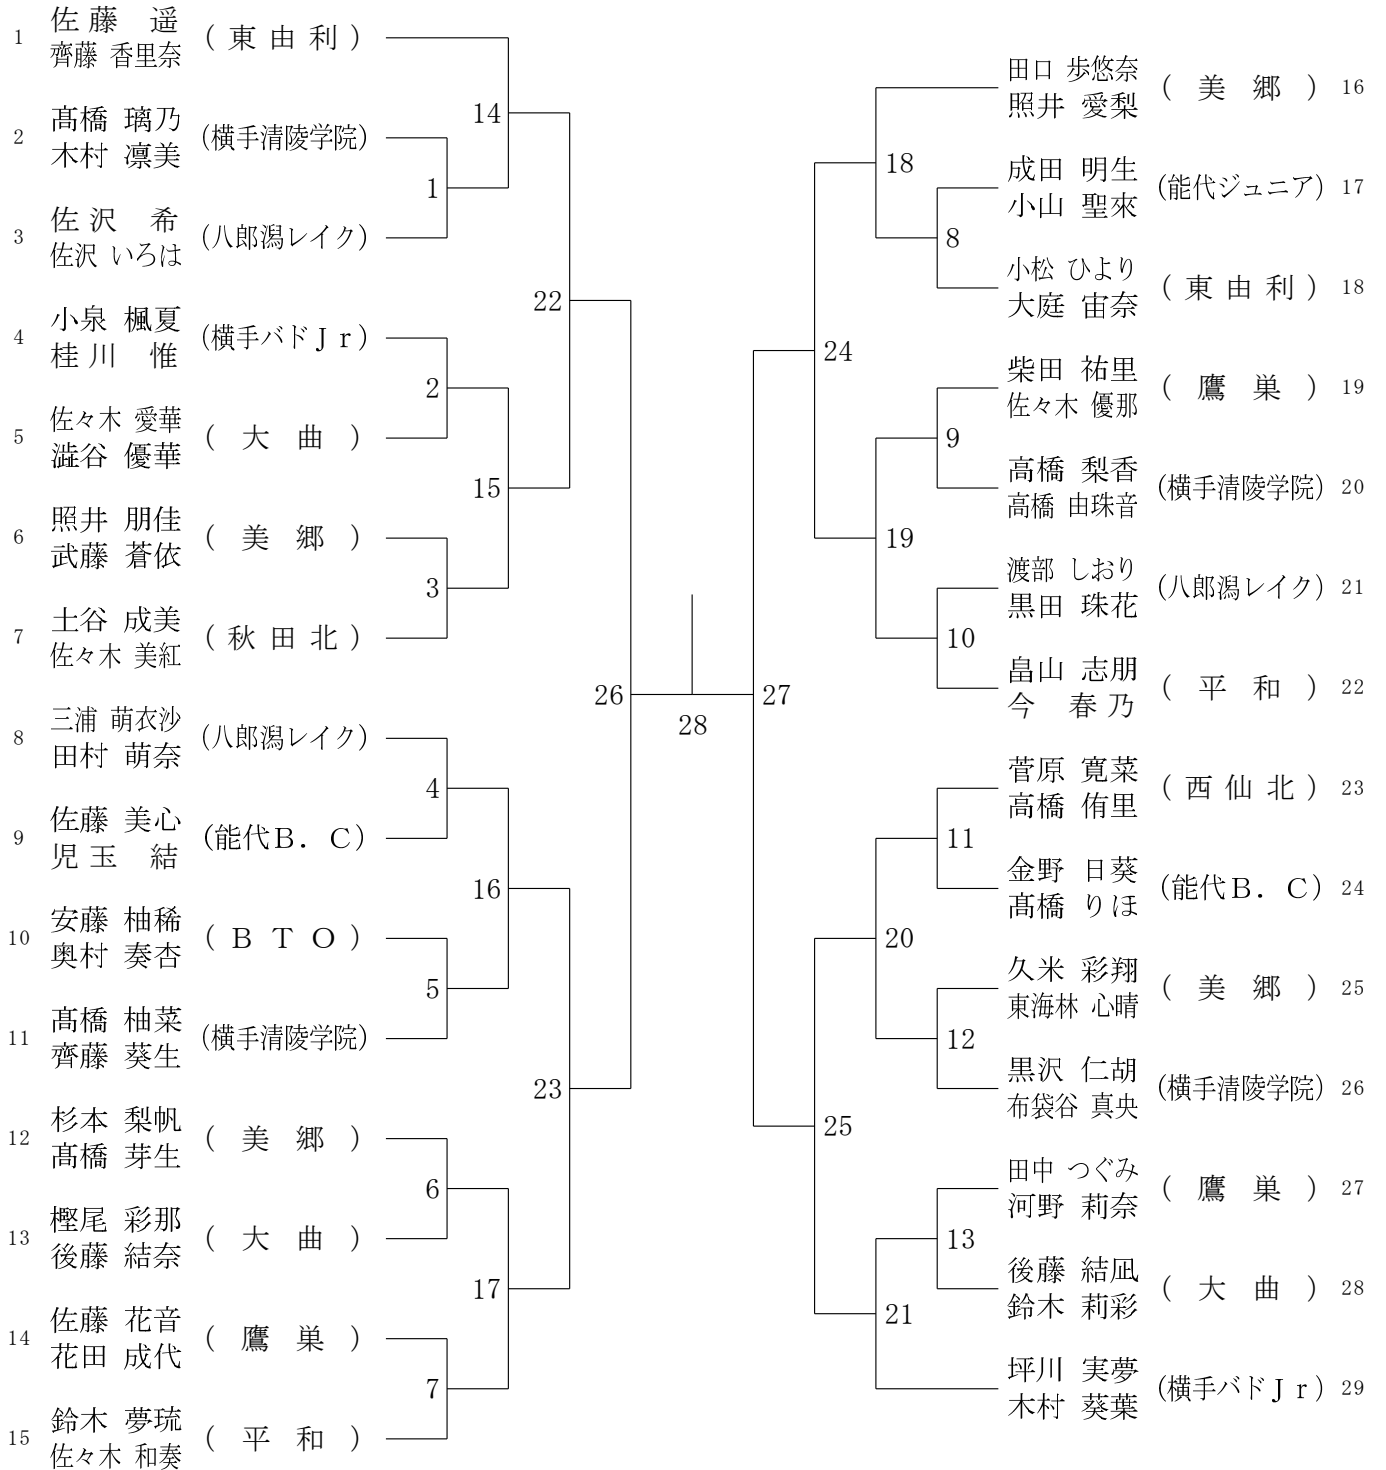 1 佐藤 遥 (東由利)
齊藤 香里奈
2 髙橋 璃乃 (横手清陵学院)
木村 凛美
3 佐沢 希 (八郎潟レイク)
佐沢 いろは
4 小泉 楓夏 (横手バドJr)
桂川 惟
5 佐々木 愛華 (大曲)
澁谷 優華
6 照井 朋佳 (美郷)
武藤 蒼依
7 土谷 成美 (秋田北)
佐々木 美紅
8 三浦 萌衣沙 (八郎潟レイク)
田村 萌奈
9 佐藤 美心 (能代B.C)
児玉 結
10 安藤 柚稀 (BTO)
奥村 奏杏
11 髙橋 柚菜 (横手清陵学院)
齊藤 葵生
12 杉本 梨帆 (美郷)
髙橋 芽生
13 樫尾 彩那 (大曲)
後藤 結奈
14 佐藤 花音 (鷹巣)
花田 成代
15 鈴木 夢琉 (平和)
佐々木 和奏
1
2
3
4
5
6
7
14
15
16
17
22
23
26
28
27
24
25
18
19
20
21
8
9
10
11
12
13
田口 歩悠奈 (美郷) 16
照井 愛梨
成田 明生 (能代ジュニア) 17
小山 聖來
小松 ひより (東由利) 18
大庭 宙奈
柴田 祐里 (鷹巣) 19
佐々木 優那
高橋 梨香 (横手清陵学院) 20
高橋 由珠音
渡部 しおり (八郎潟レイク) 21
黒田 珠花
畠山 志朋 (平和) 22
今 春乃
菅原 寛菜 (西仙北) 23
高橋 侑里
金野 日葵 (能代B.C) 24
髙橋 りほ
久米 彩翔 (美郷) 25
東海林 心晴
黒沢 仁胡 (横手清陵学院) 26
布袋谷 真央
田中 つぐみ (鷹巣) 27
河野 莉奈
後藤 結凪 (大曲) 28
鈴木 莉彩
坪川 実夢 (横手バドJr) 29
木村 葵葉